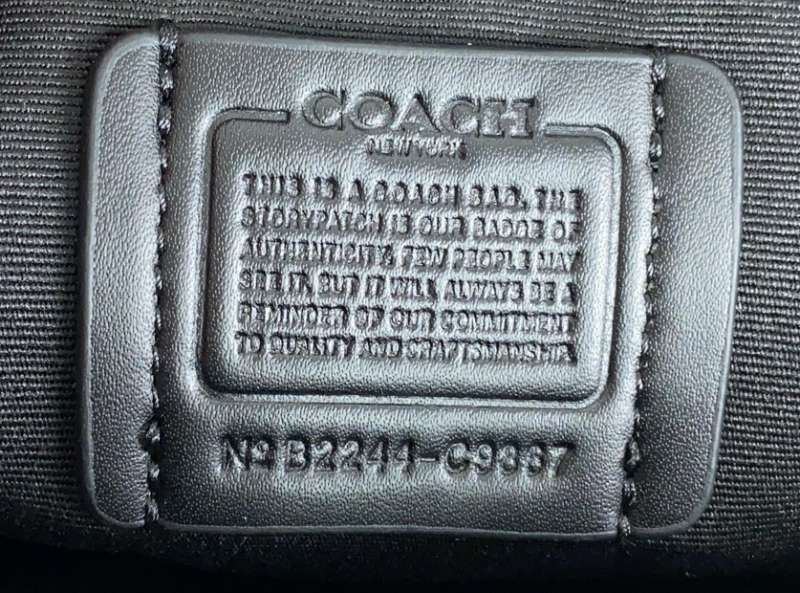 COACH
NEW YORK
THIS IS A COACH BAG. THE
STORYPATCH IS OUR BADGE OF
AUTHENTICITY. FEW PEOPLE MAY
SEE IT, BUT IT WILL ALWAYS BE A
REMINDER OF OUR COMMITMENT
TO QUALITY AND CRAFTSMANSHIP.
Nº B2244-C9337